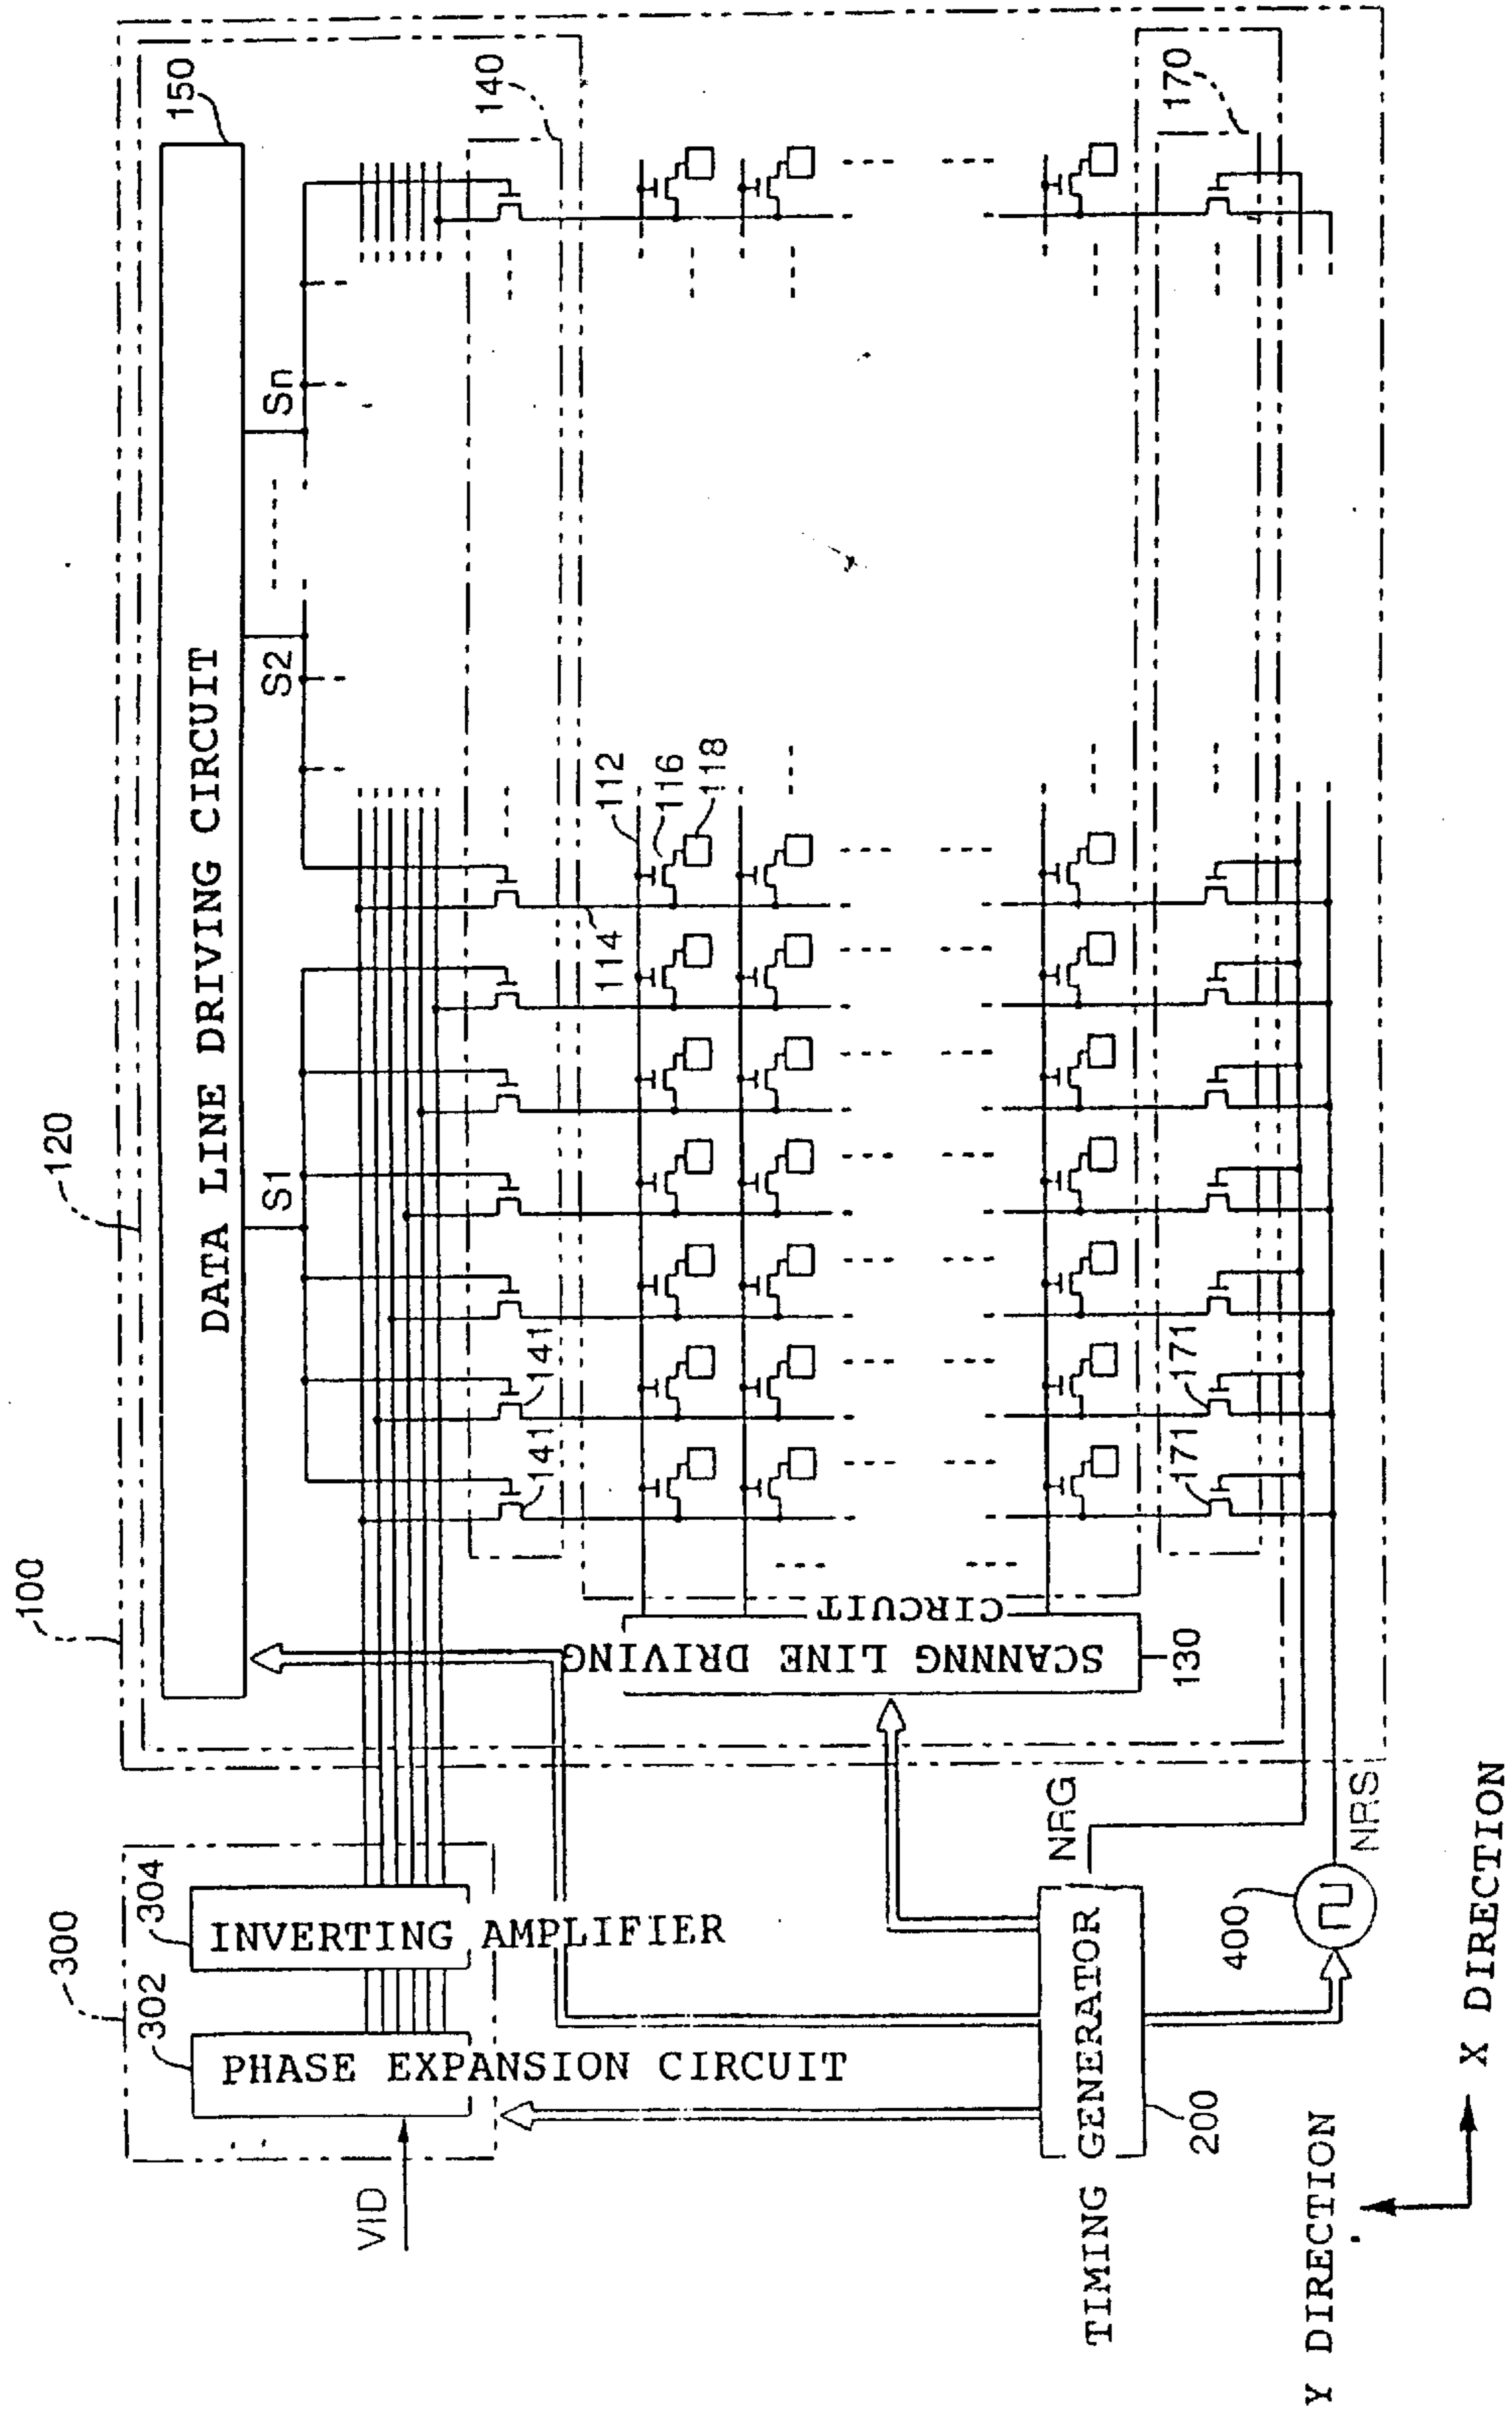 100
120
150
DATA LINE DRIVING CIRCUIT
S1
S2
Sn
300
304
302
INVERTING AMPLIFIER
PHASE EXPANSION CIRCUIT
VID
140
141
141
112
116
118
114
SCANNNG LINE DRIVING
CIRCUIT
130
170
171
171
NRG
NRS
400
TIMING GENERATOR
200
Y DIRECTION
X DIRECTION